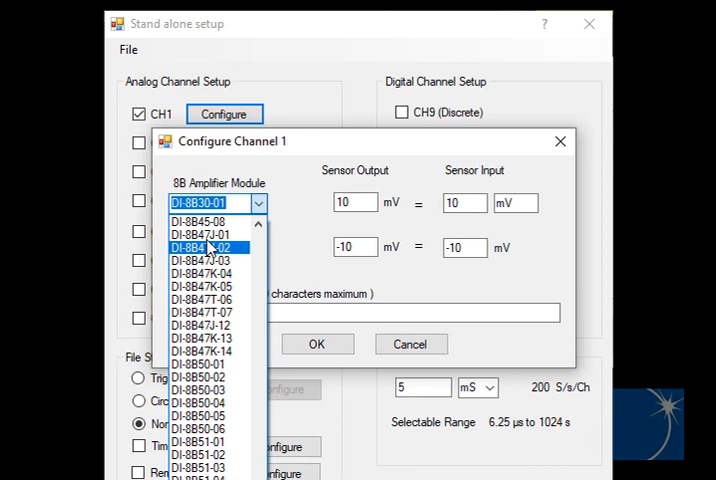 Stand alone setup
?
File
Analog Channel Setup
Digital Channel Setup
CH1
Configure
CH9 (Discrete)
Configure Channel 1
8B Amplifier Module
Sensor Output
Sensor Input
DI-8B30-01
10 mV = 10 mV
-10 mV = -10 mV
DI-8B45-08
DI-8B47J-01
DI-8B47J-02
DI-8B47J-03
DI-8B47K-04
DI-8B47K-05
DI-8B47T-06
DI-8B47T-07
DI-8B47J-12
DI-8B47K-13
DI-8B47K-14
DI-8B50-01
DI-8B50-02
DI-8B50-03
DI-8B50-04
DI-8B50-05
DI-8B50-06
DI-8B51-01
DI-8B51-02
DI-8B51-03
characters maximum )
OK
Cancel
File S
Trig
Circ
Nor
Tim
Rem
onfigure
onfigure
onfigure
5
mS
200 S/s/Ch
Selectable Range
6.25 µs to 1024 s